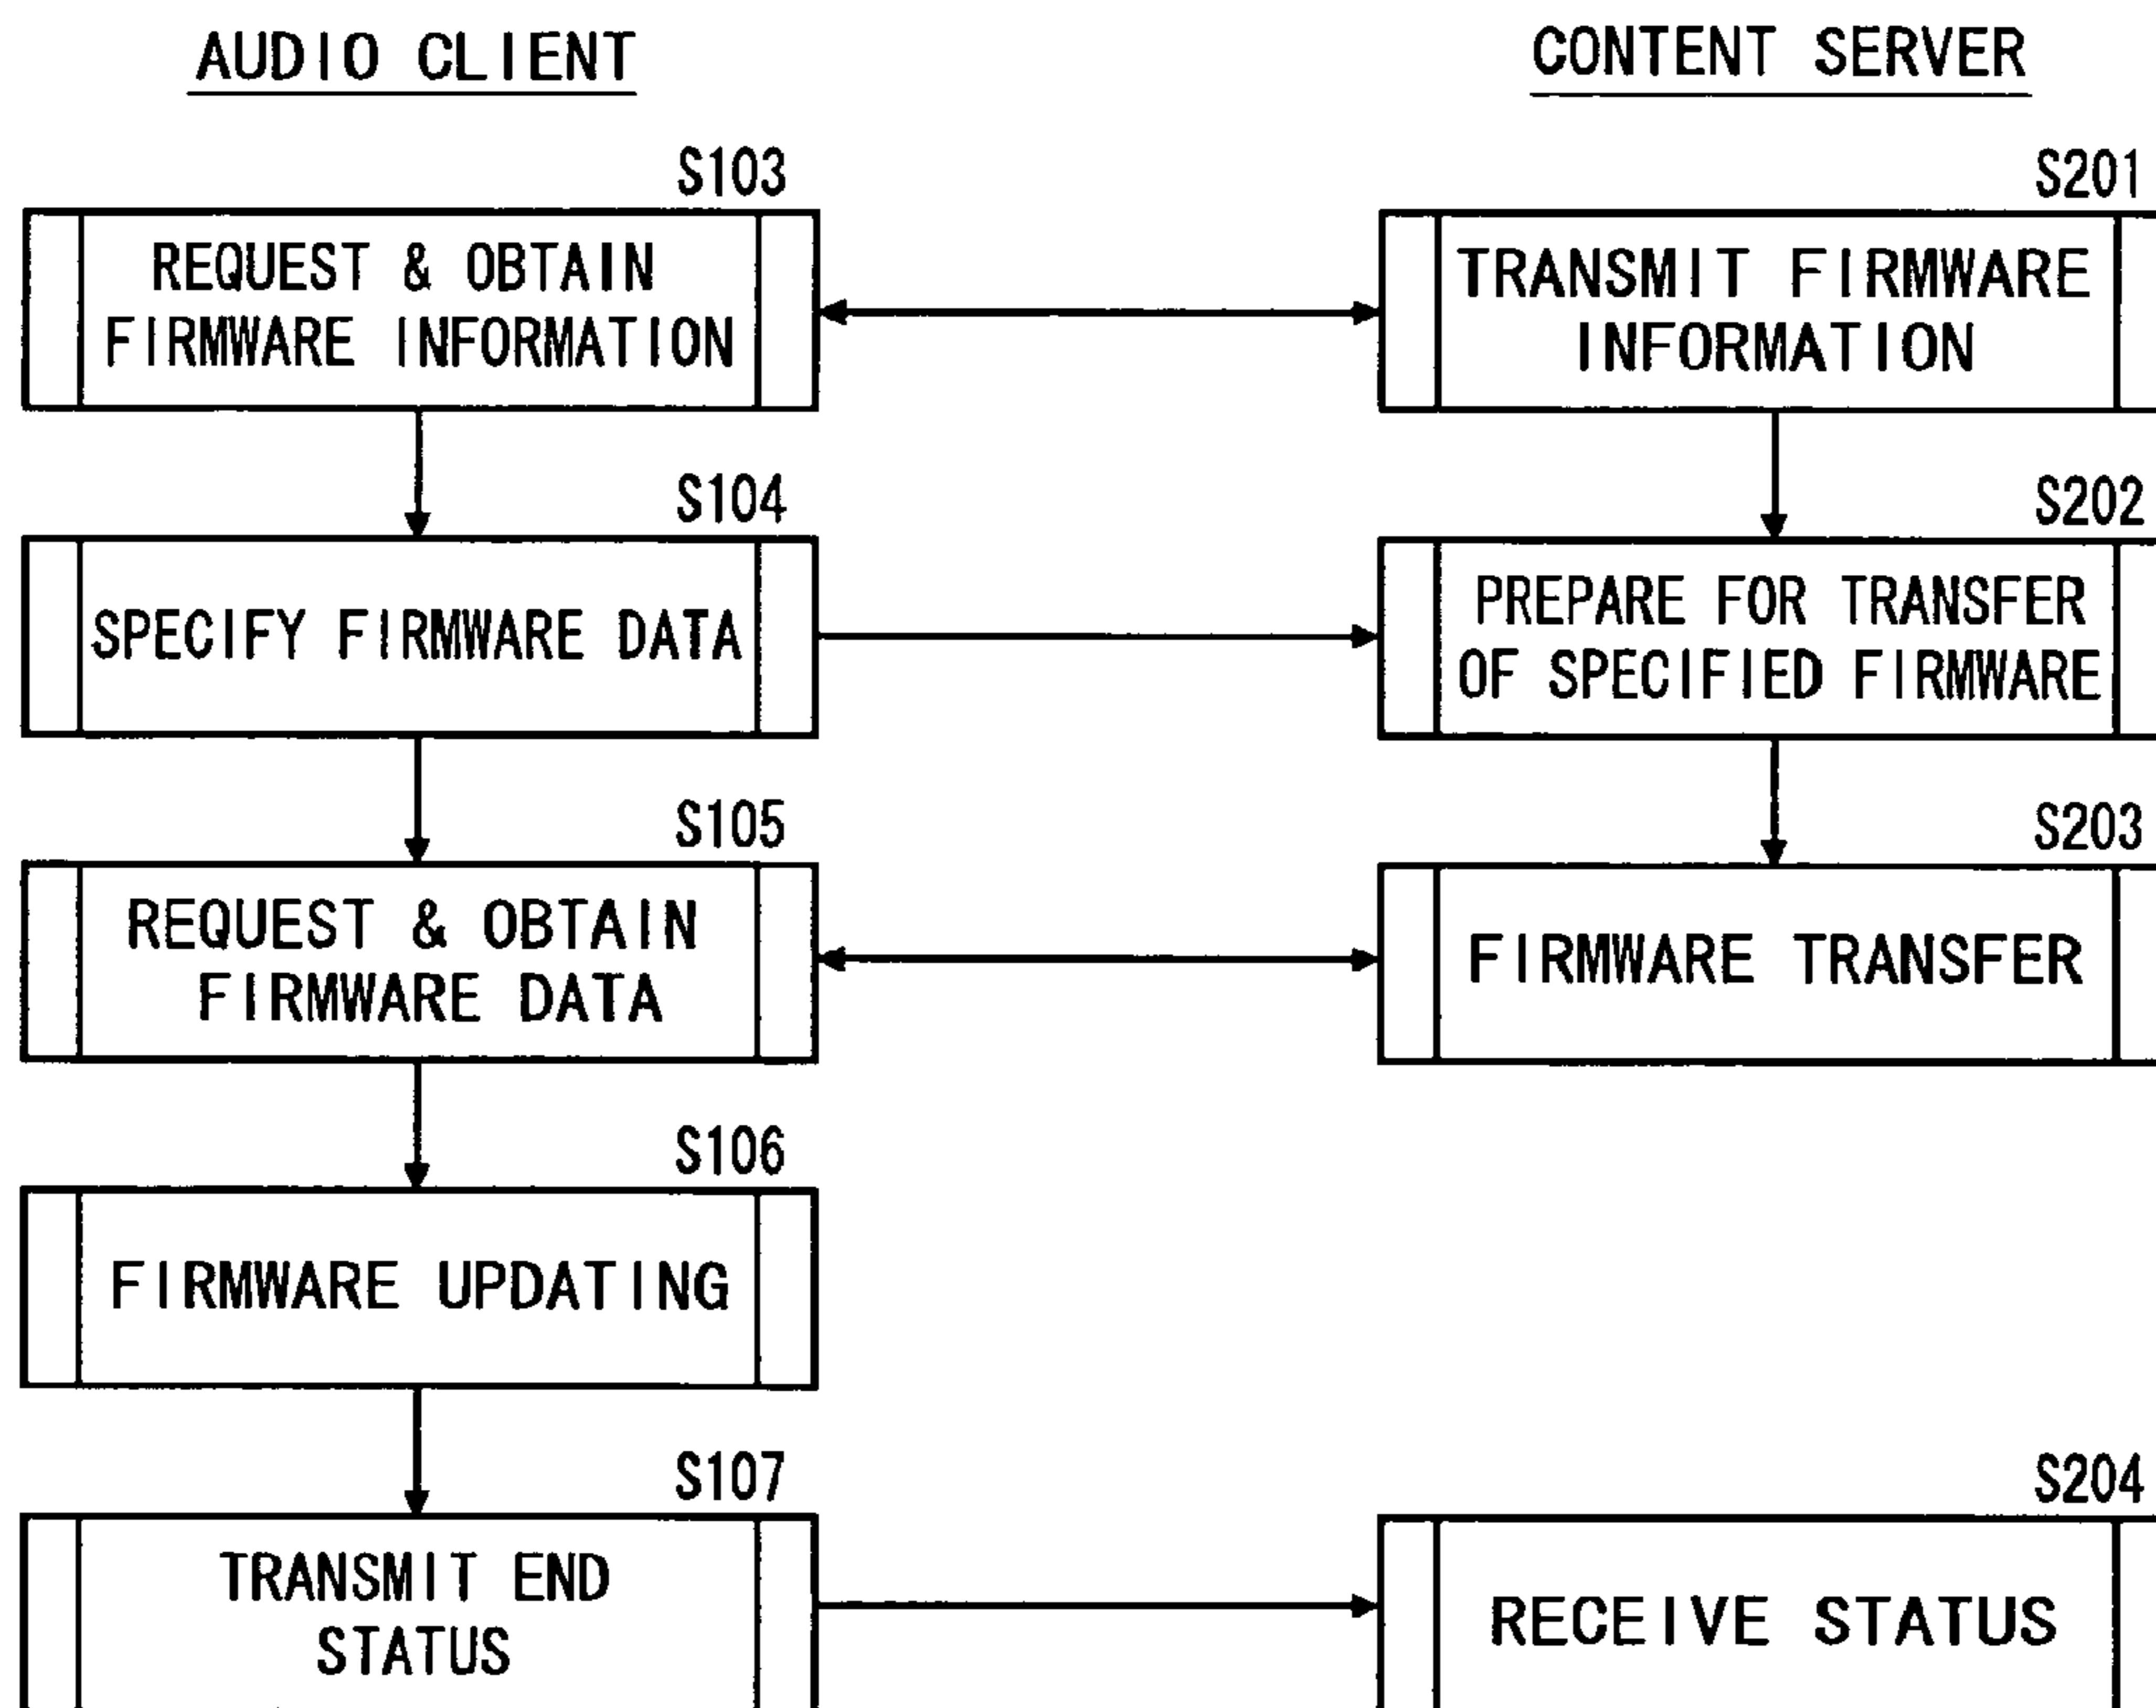 AUDIO CLIENT
CONTENT SERVER
S103
REQUEST & OBTAIN
FIRMWARE INFORMATION
S201
TRANSMIT FIRMWARE
INFORMATION
S104
SPECIFY FIRMWARE DATA
S202
PREPARE FOR TRANSFER
OF SPECIFIED FIRMWARE
S105
REQUEST & OBTAIN
FIRMWARE DATA
S203
FIRMWARE TRANSFER
S106
FIRMWARE UPDATING
S107
TRANSMIT END
STATUS
S204
RECEIVE STATUS